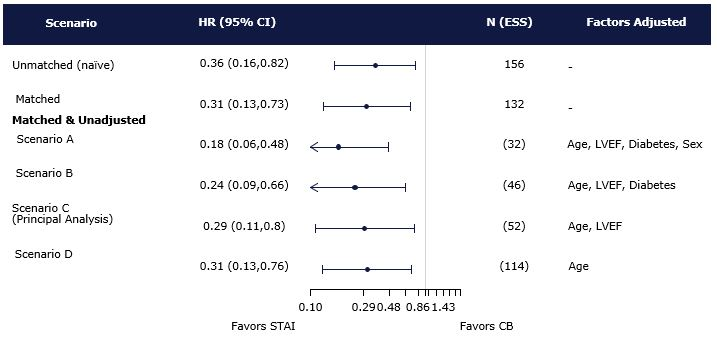 Scenario HR (95% CI) N (ESS) Factors Adjusted
Unmatched (naïve) 0.36 (0.16,0.82) 156 -
Matched 0.31 (0.13,0.73) 132 -
Matched & Unadjusted
Scenario A 0.18 (0.06,0.48) (32) Age, LVEF, Diabetes, Sex
Scenario B 0.24 (0.09,0.66) (46) Age, LVEF, Diabetes
Scenario C
(Principal Analysis) 0.29 (0.11,0.8) (52) Age, LVEF
Scenario D 0.31 (0.13,0.76) (114) Age
0.10 0.29 0.48 0.86 1.43
Favors STAI Favors CB